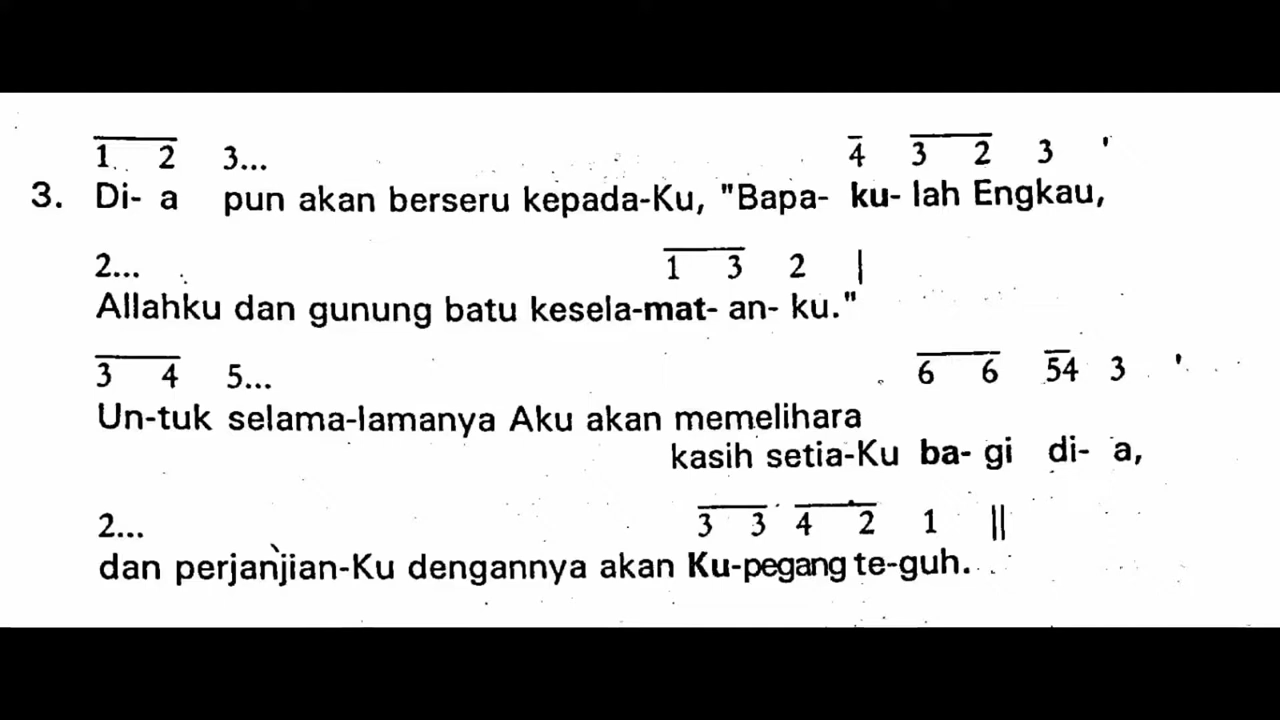 1 2 3... 4 3 2 3 '
3. Di- a pun akan berseru kepada-Ku, "Bapa- ku- lah Engkau,
2... 1 3 2 |
Allahku dan gunung batu kesela-mat- an- ku."
3 4 5... 6 6 54 3 '
Un-tuk selama-lamanya Aku akan memelihara
kasih setia-Ku ba- gi di- a,
2... 3 3 4 2 1 ||
dan perjanjian-Ku dengannya akan Ku-pegang te-guh.